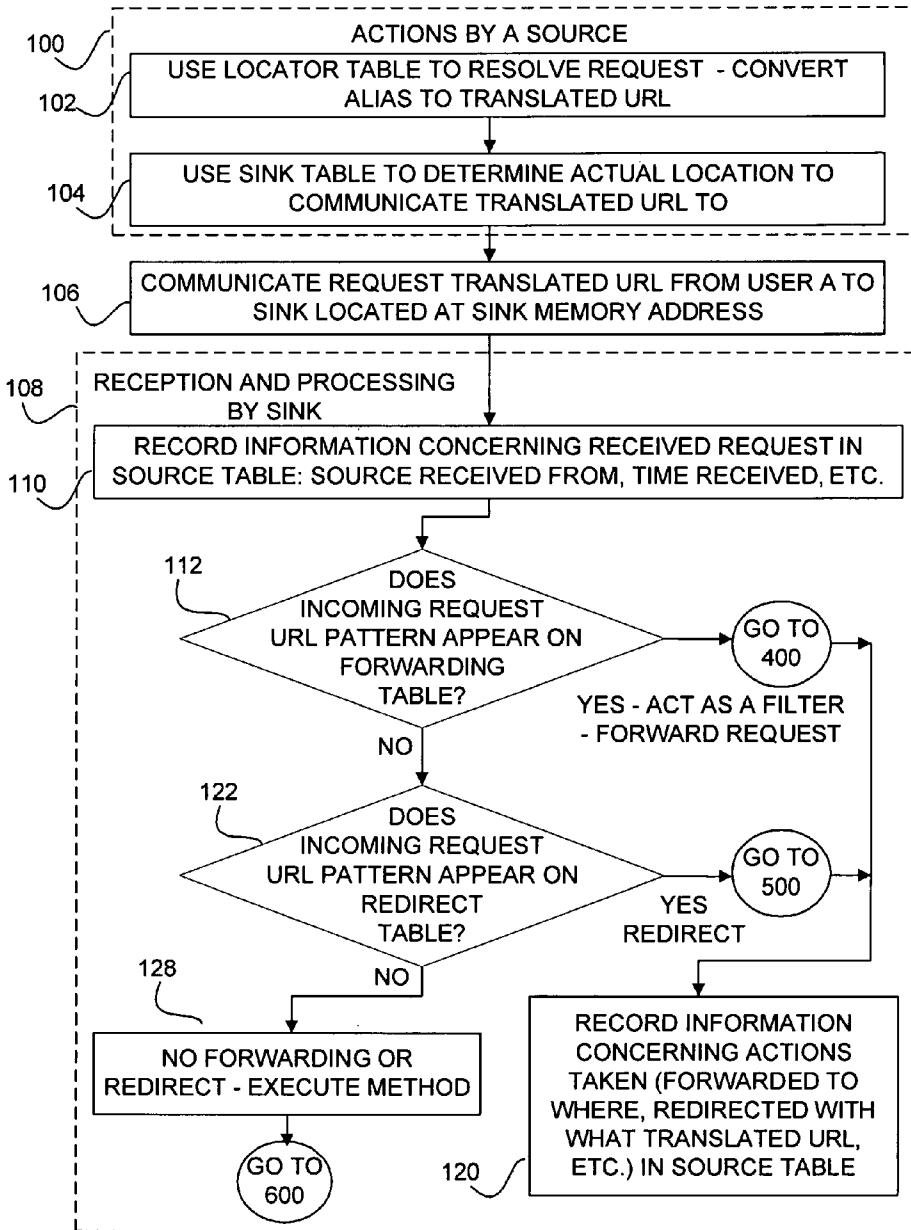 100
ACTIONS BY A SOURCE
102
USE LOCATOR TABLE TO RESOLVE REQUEST - CONVERT
ALIAS TO TRANSLATED URL
104
USE SINK TABLE TO DETERMINE ACTUAL LOCATION TO
COMMUNICATE TRANSLATED URL TO
106
COMMUNICATE REQUEST TRANSLATED URL FROM USER A TO
SINK LOCATED AT SINK MEMORY ADDRESS
108
RECEPTION AND PROCESSING
BY SINK
110
RECORD INFORMATION CONCERNING RECEIVED REQUEST IN
SOURCE TABLE: SOURCE RECEIVED FROM, TIME RECEIVED, ETC.
112
DOES
INCOMING REQUEST
URL PATTERN APPEAR ON
FORWARDING
TABLE?
GO TO
400
YES - ACT AS A FILTER
- FORWARD REQUEST
NO
122
DOES
INCOMING REQUEST
URL PATTERN APPEAR ON
REDIRECT
TABLE?
GO TO
500
YES
REDIRECT
NO
128
NO FORWARDING OR
REDIRECT - EXECUTE METHOD
GO TO
600
RECORD INFORMATION
CONCERNING ACTIONS
TAKEN (FORWARDED TO
WHERE, REDIRECTED WITH
WHAT TRANSLATED URL,
ETC.) IN SOURCE TABLE
120